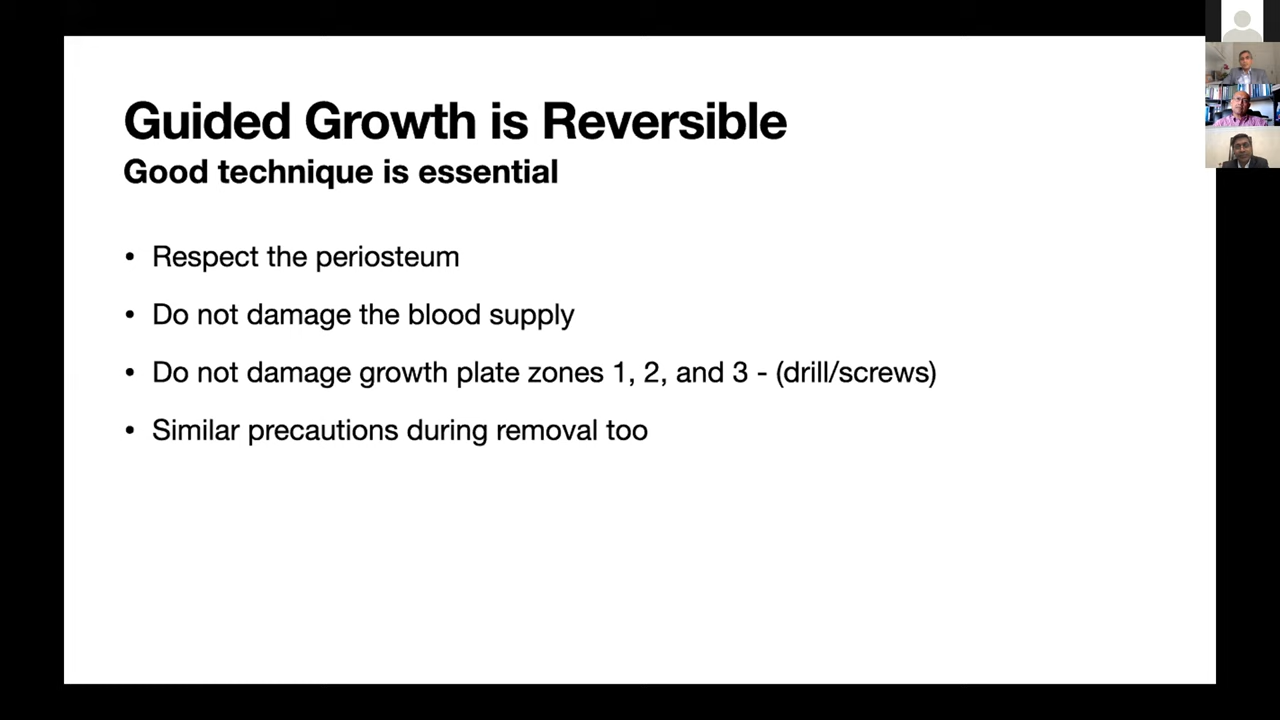 Guided Growth is Reversible
Good technique is essential
• Respect the periosteum
• Do not damage the blood supply
• Do not damage growth plate zones 1, 2, and 3 - (drill/screws)
• Similar precautions during removal too